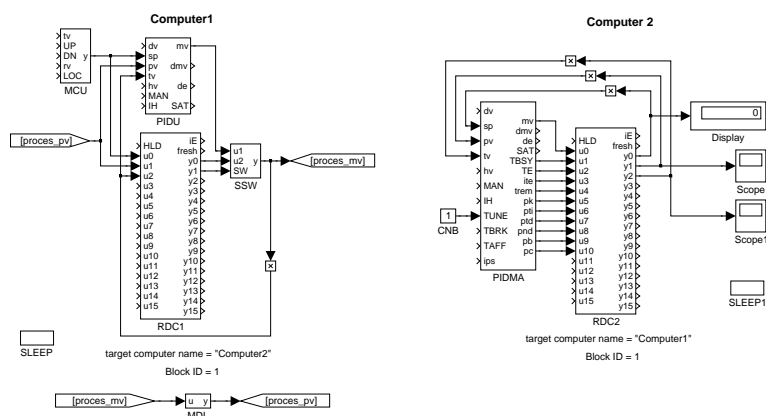 Computer1
tv
UP
DN
rv
LOC
y
MCU
dv
sp
pv
tv
hv
MAN
IH
mv
dmv
de
SAT
PIDU
[proces_pv]
HLD
u0
u1
u2
u3
u4
u5
u6
u7
u8
u9
u10
u11
u12
u13
u14
u15
iE
fresh
y0
y1
y2
y3
y4
y5
y6
y7
y8
y9
y10
y11
y12
y13
y14
y15
RDC1
u1
u2
SW
y
SSW
[proces_mv]
SLEEP
target computer name = "Computer2"
Block ID = 1
[proces_mv]
u y
MDL
[proces_pv]
Computer 2
dv
sp
pv
tv
hv
MAN
IH
TUNE
TBRK
TAFF
ips
mv
dmv
de
SAT
TBSY
TE
ite
trem
pk
pti
ptd
pnd
pb
pc
PIDMA
1
CNB
HLD
u0
u1
u2
u3
u4
u5
u6
u7
u8
u9
u10
u11
u12
u13
u14
u15
iE
fresh
y0
y1
y2
y3
y4
y5
y6
y7
y8
y9
y10
y11
y12
y13
y14
y15
RDC2
0
Display
Scope
Scope1
SLEEP1
target computer name = "Computer1"
Block ID = 1